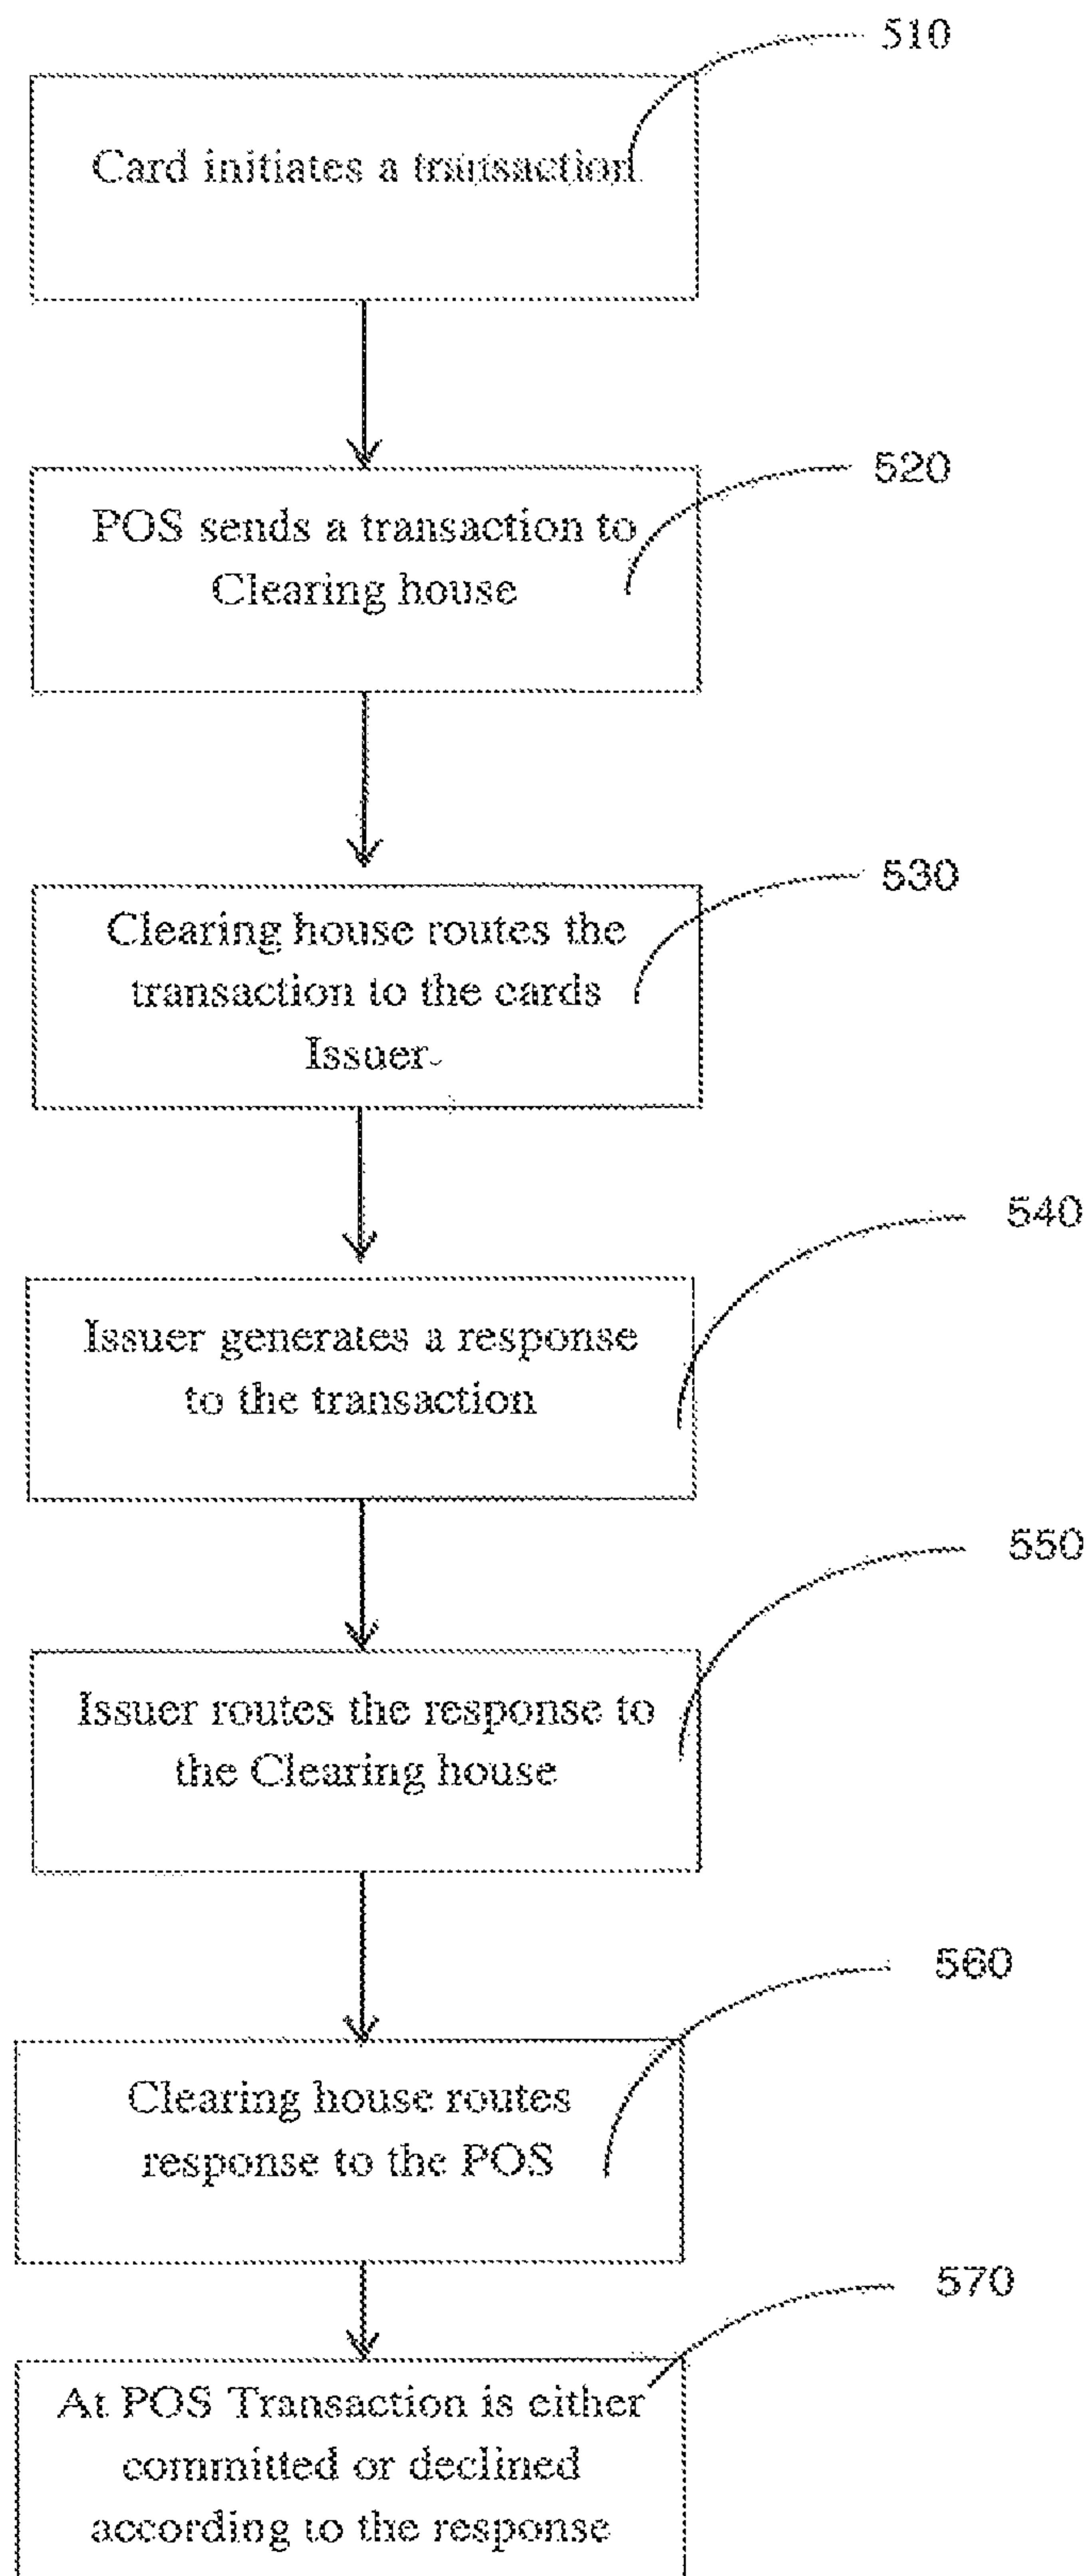 510
Card initiates a transaction
520
POS sends a transaction to
Clearing house
530
Clearing house routes the
transaction to the cards
Issuer
540
Issuer generates a response
to the transaction
550
Issuer routes the response to
the Clearing house
560
Clearing house routes
response to the POS
570
At POS Transaction is either
committed or declined
according to the response